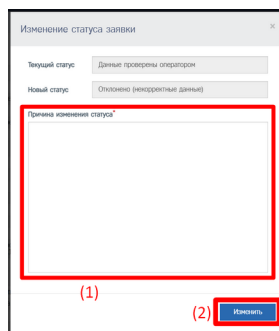 Изменение статуса заявки ×
Текущий статус Данные проверены оператором
Новый статус Отклонено (некорректные данные)
Причина изменения статуса*
(1)
(2) Изменить